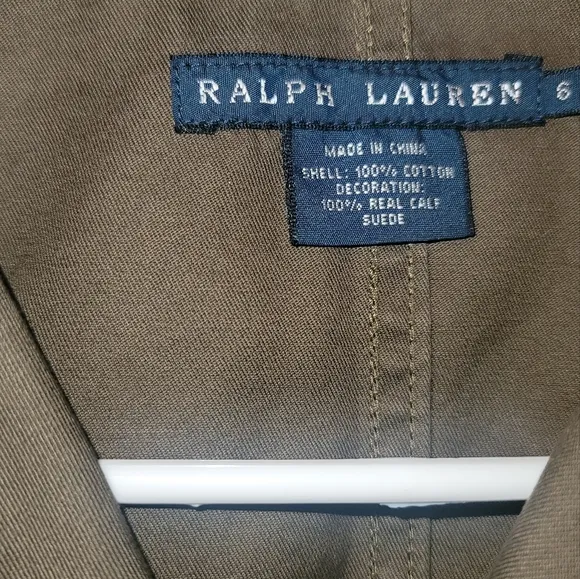 RALPH LAUREN 6
MADE IN CHINA
SHELL: 100% COTTON
DECORATION:
100% REAL CALF
SUEDE